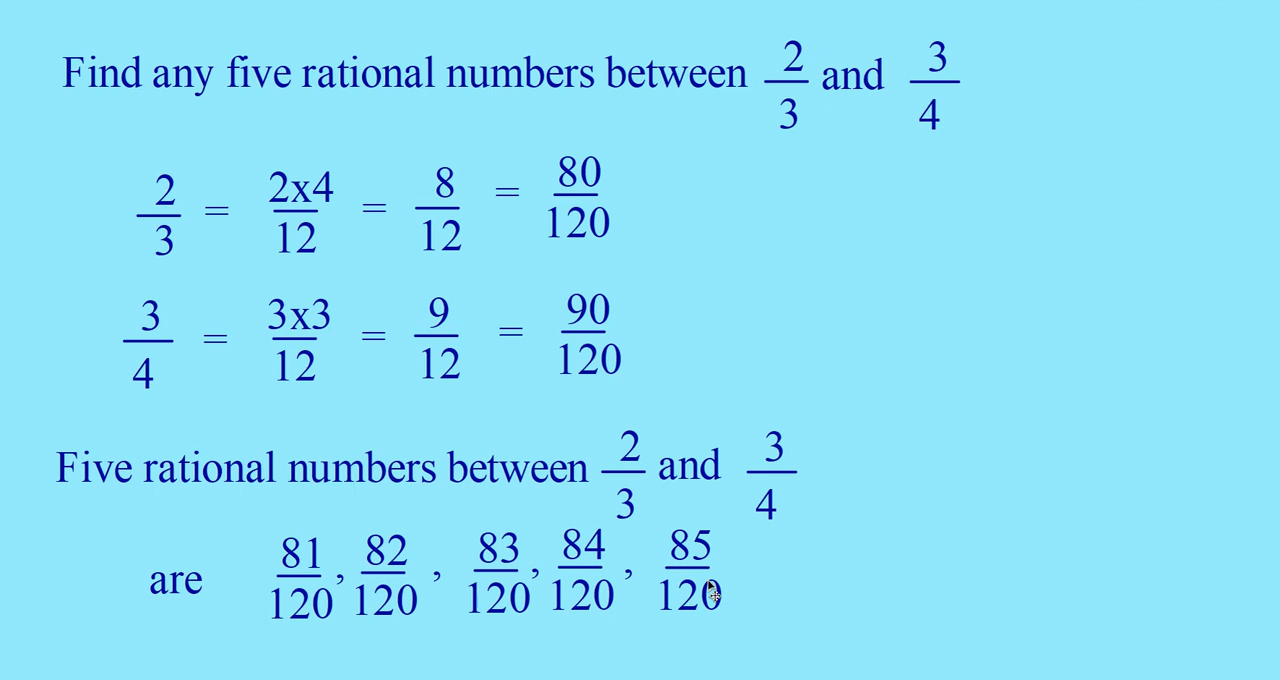 Find any five rational numbers between 2/3 and 3/4
2/3 = 2x4/12 = 8/12 = 80/120
3/4 = 3x3/12 = 9/12 = 90/120
Five rational numbers between 2/3 and 3/4
are 81/120, 82/120, 83/120, 84/120, 85/120